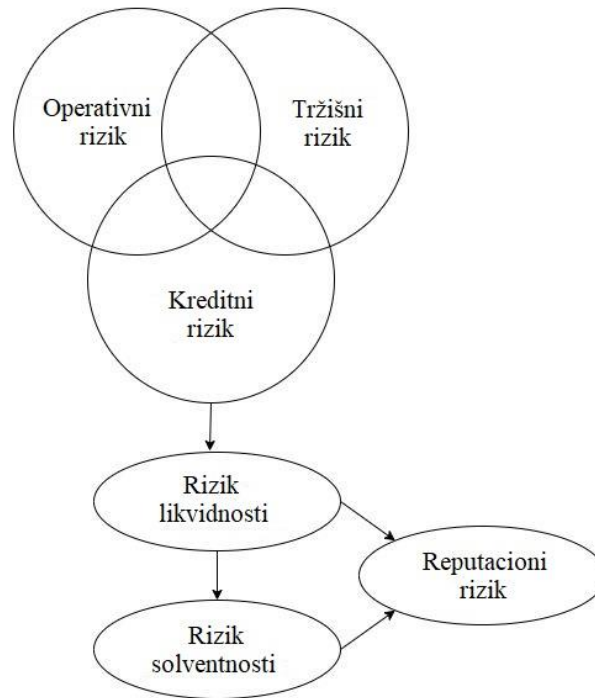 Operativni
rizik
Tržišni
rizik
Kreditni
rizik
Rizik
likvidnosti
Reputacioni
rizik
Rizik
solventnosti